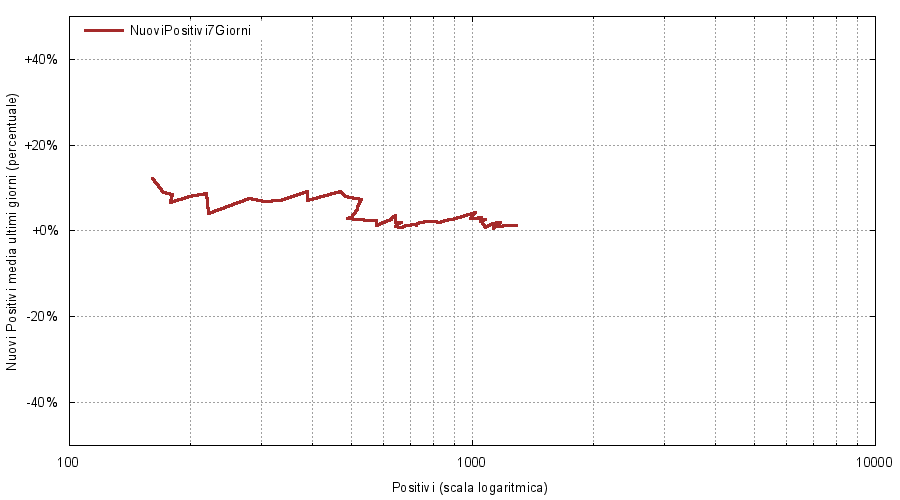 NuoviPositivi7Giorni
+40%
+20%
+0%
-20%
-40%
Nuovi Positivi media ultimi giorni (percentuale)
100
1000
10000
Positivi (scala logaritmica)